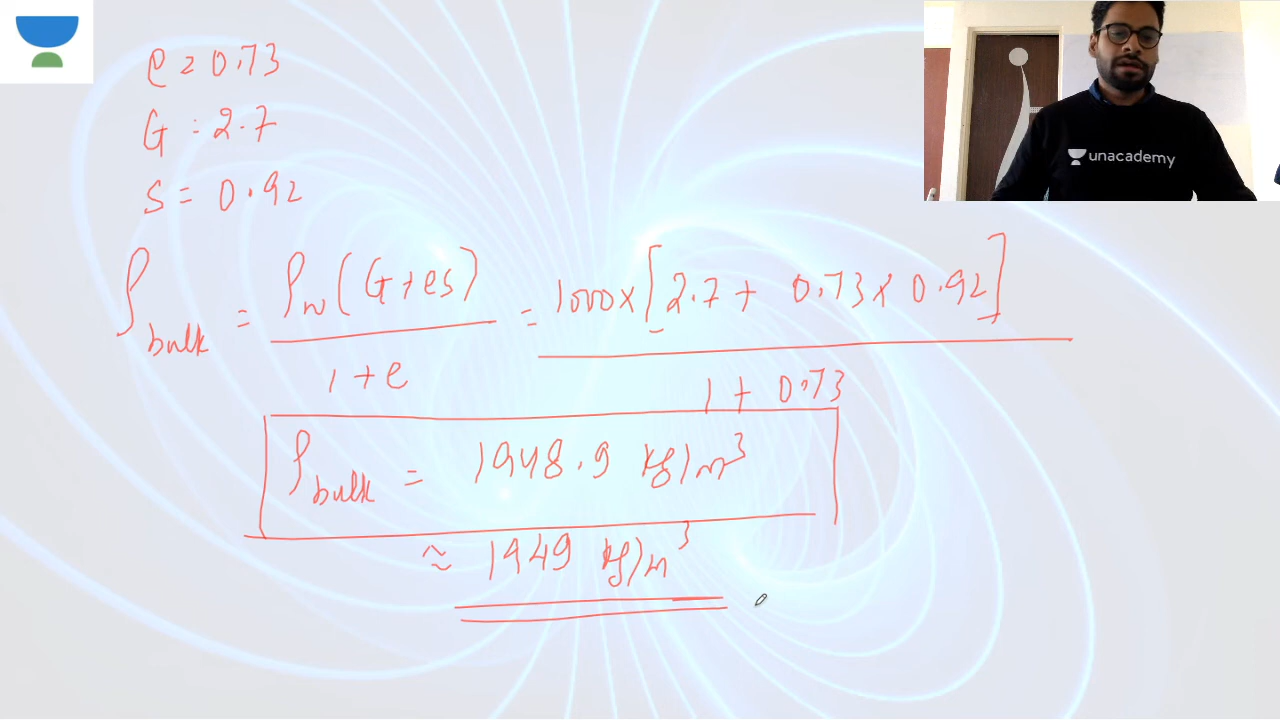 e = 0.73
G = 2.7
S = 0.92
ρbulk = ρw(G+es) / 1+e = 1000×[2.7 + 0.73×0.92] / 1 + 0.73
ρbulk = 1948.9 kg/m³
≈ 1949 kg/m³
unacademy